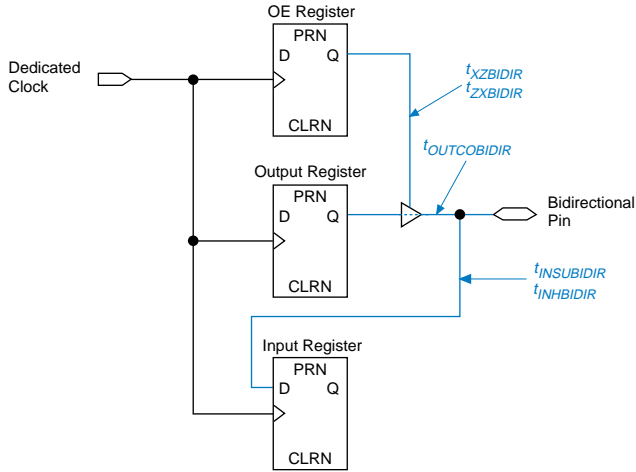 OE Register
PRN
D Q
CLRN
Dedicated
Clock
tXZBIDIR
tZXBIDIR
tOUTCOBIDIR
Output Register
PRN
D Q
CLRN
Bidirectional
Pin
tINSUBIDIR
tINHBIDIR
Input Register
PRN
D Q
CLRN